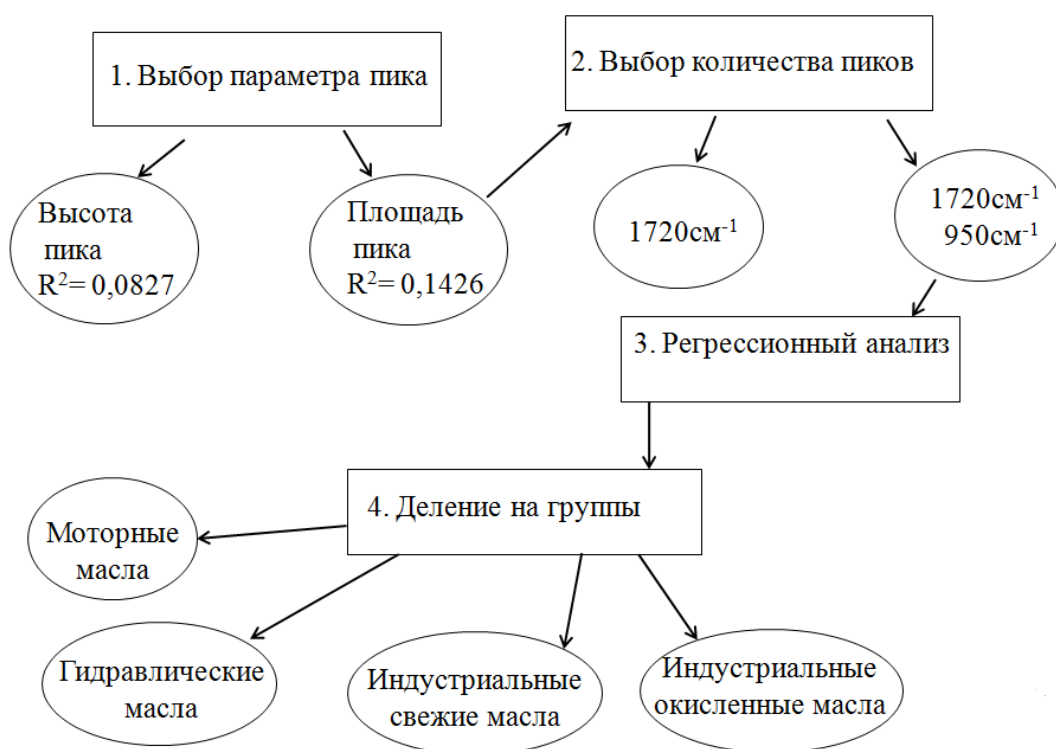 1. Выбор параметра пика
2. Выбор количества пиков
Высота
пика
R²= 0,0827
Площадь
пика
R²= 0,1426
1720см⁻¹
1720см⁻¹
950см⁻¹
3. Регрессионный анализ
4. Деление на группы
Моторные
масла
Гидравлические
масла
Индустриальные
свежие масла
Индустриальные
окисленные масла